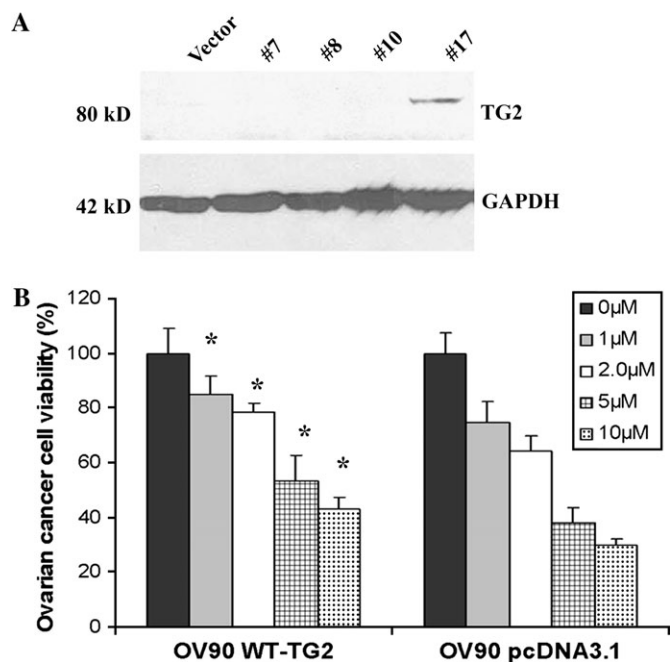 A
Vector #7 #8 #10 #17
80 kD TG2
42 kD GAPDH
B
Ovarian cancer cell viability (%)
120
100
80
60
40
20
0
* * * *
0µM
1µM
2.0µM
5µM
10µM
OV90 WT-TG2 OV90 pcDNA3.1